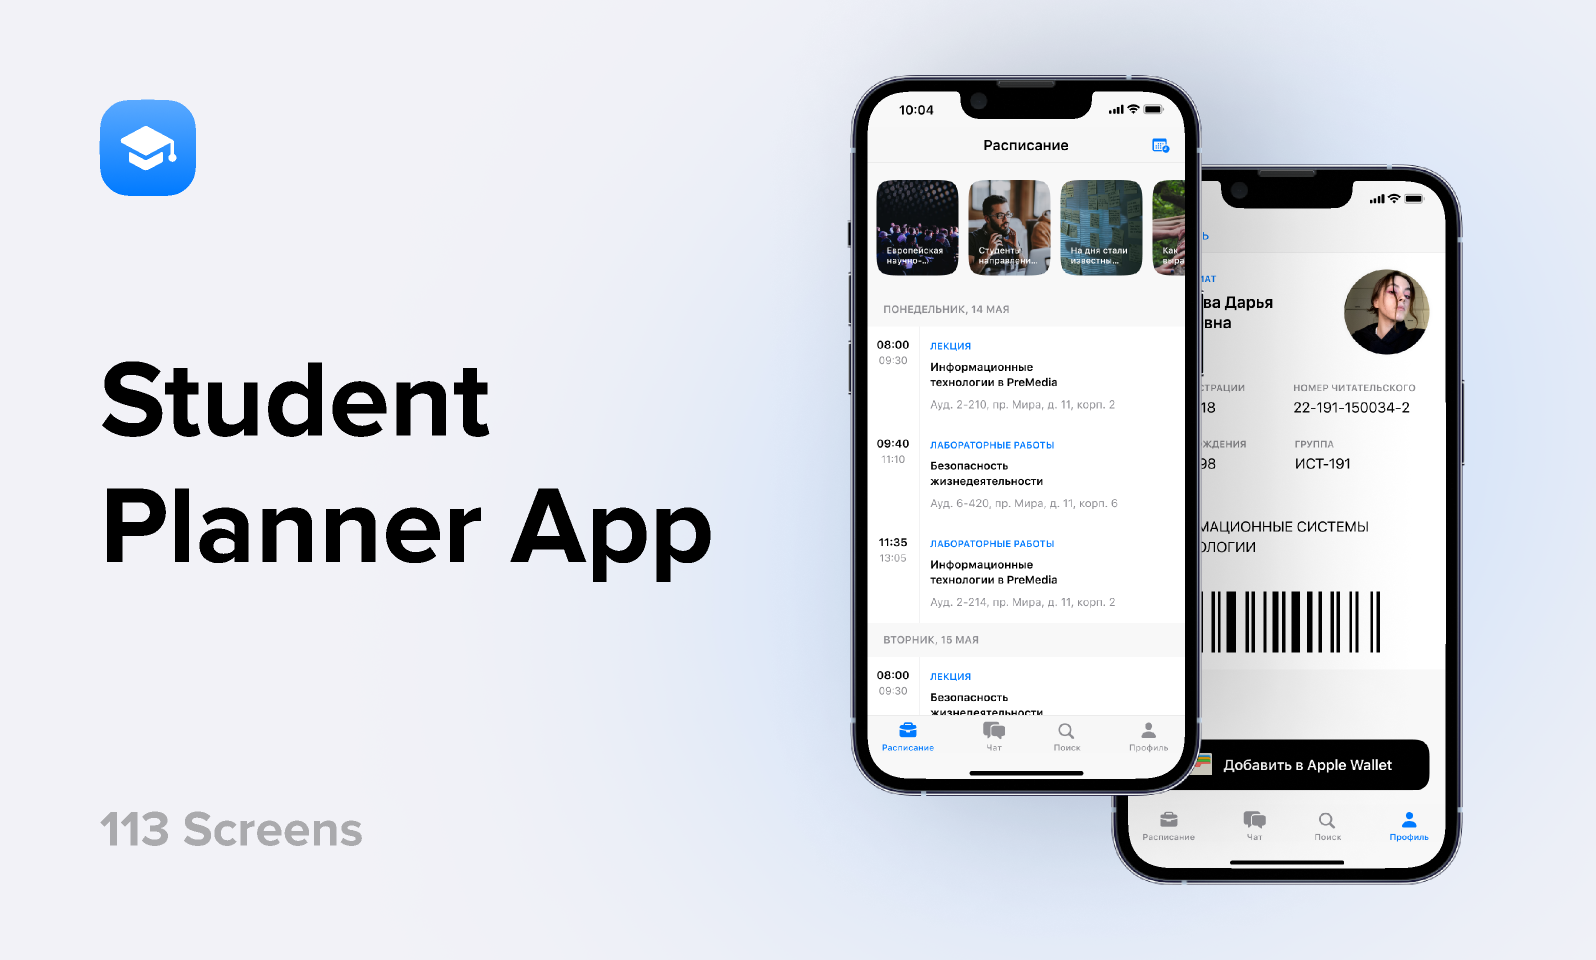 Student
Planner App
113 Screens
10:04
Расписание
Европейская
научно-...
Студенты
направлени...
На дня стали
известны...
Как
выра
ПОНЕДЕЛЬНИК, 14 МАЯ
08:00
09:30
ЛЕКЦИЯ
Информационные
технологии в PreMedia
Ауд. 2-210, пр. Мира, д. 11, корп. 2
09:40
11:10
ЛАБОРАТОРНЫЕ РАБОТЫ
Безопасность
жизнедеятельности
Ауд. 6-420, пр. Мира, д. 11, корп. 6
11:35
13:05
ЛАБОРАТОРНЫЕ РАБОТЫ
Информационные
технологии в PreMedia
Ауд. 2-214, пр. Мира, д. 11, корп. 2
ВТОРНИК, 15 МАЯ
08:00
09:30
ЛЕКЦИЯ
Безопасность
жизнедеятельности
Расписание
Чат
Поиск
Профиль
Ь
МАТ
ва Дарья
вна
СТРАЦИИ
18
НОМЕР ЧИТАТЕЛЬСКОГО
22-191-150034-2
ЖДЕНИЯ
98
ГРУППА
ИСТ-191
МАЦИОННЫЕ СИСТЕМЫ
ОЛОГИИ
Добавить в Apple Wallet
Расписание
Чат
Поиск
Профиль